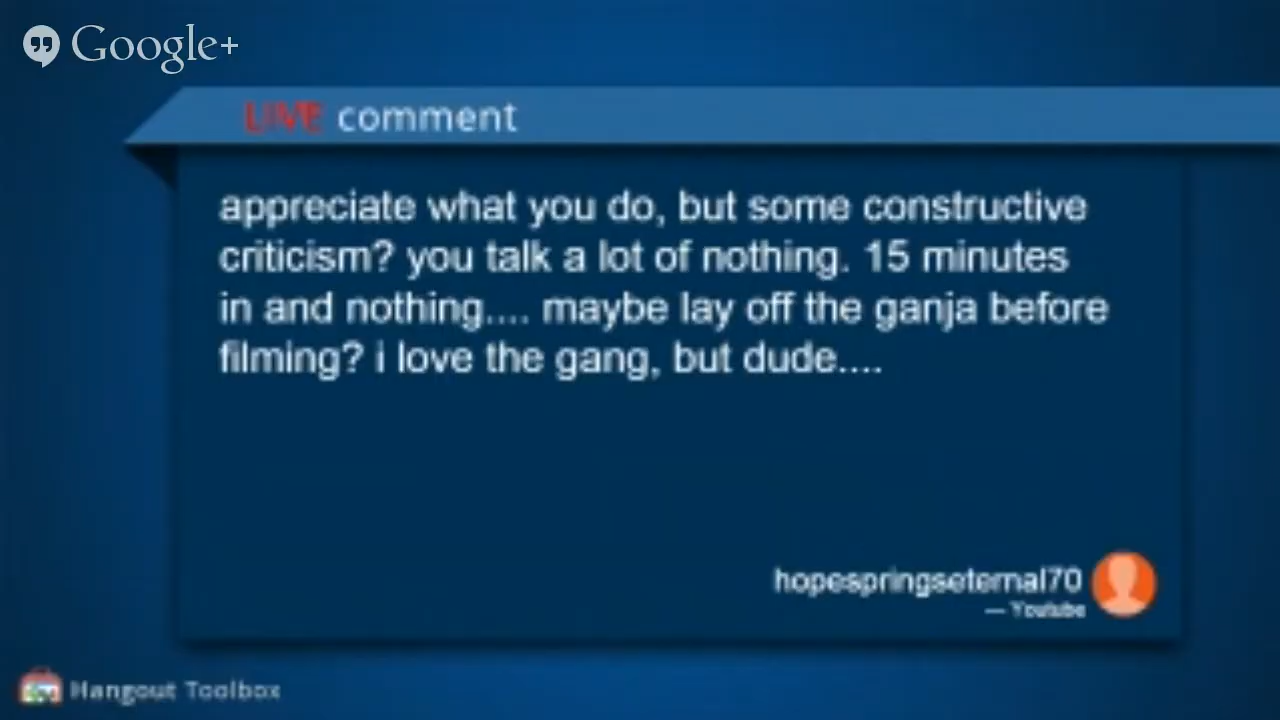 Google+
LIVE comment
appreciate what you do, but some constructive
criticism? you talk a lot of nothing. 15 minutes
in and nothing.... maybe lay off the ganja before
filming? i love the gang, but dude....
hopespringseternal70
— Youtube
Hangout Toolbox